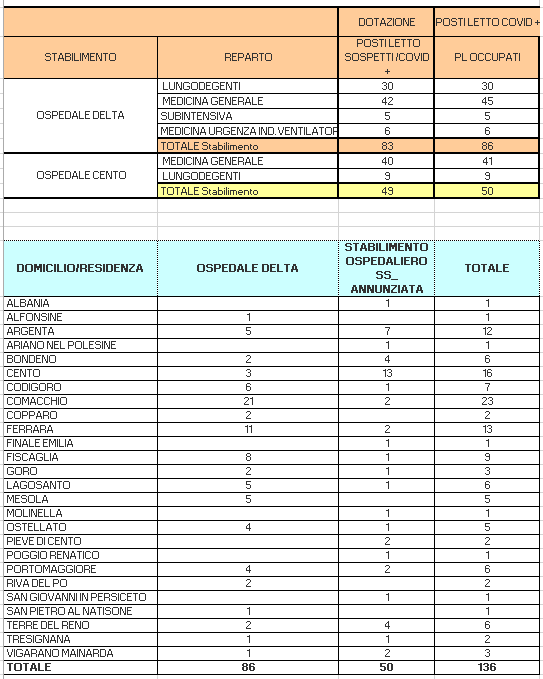 DOTAZIONE POSTI LETTO COVID +
STABILIMENTO REPARTO POSTI LETTO SOSPETTI /COVID + PL OCCUPATI
OSPEDALE DELTA LUNGODEGENTI 30 30
MEDICINA GENERALE 42 45
SUBINTENSIVA 5 5
MEDICINA URGENZA IND.VENTILATOR 6 6
TOTALE Stabilimento 83 86
OSPEDALE CENTO MEDICINA GENERALE 40 41
LUNGODEGENTI 9 9
TOTALE Stabilimento 49 50
DOMICILIO/RESIDENZA OSPEDALE DELTA STABILIMENTO OSPEDALIERO SS_ ANNUNZIATA TOTALE
ALBANIA 1 1
ALFONSINE 1 1
ARGENTA 5 7 12
ARIANO NEL POLESINE 1 1
BONDENO 2 4 6
CENTO 3 13 16
CODIGORO 6 1 7
COMACCHIO 21 2 23
COPPARO 2 2
FERRARA 11 2 13
FINALE EMILIA 1 1
FISCAGLIA 8 1 9
GORO 2 1 3
LAGOSANTO 5 1 6
MESOLA 5 5
MOLINELLA 1 1
OSTELLATO 4 1 5
PIEVE DI CENTO 2 2
POGGIO RENATICO 1 1
PORTOMAGGIORE 4 2 6
RIVA DEL PO 2 2
SAN GIOVANNI IN PERSICETO 1 1
SAN PIETRO AL NATISONE 1 1
TERRE DEL RENO 2 4 6
TRESIGNANA 1 1 2
VIGARANO MAINARDA 1 2 3
TOTALE 86 50 136